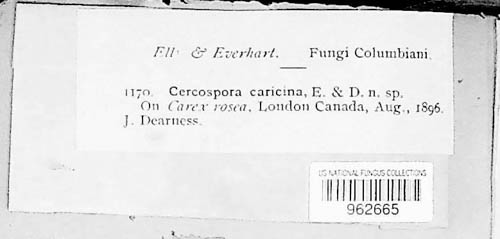 Ell. & Everhart. Fungi Columbiani.
1170. Cercospora caricina, E. & D. n. sp.
On Carex rosea, London Canada, Aug., 1896.
J. Dearness.
US NATIONAL FUNGUS COLLECTIONS
962665